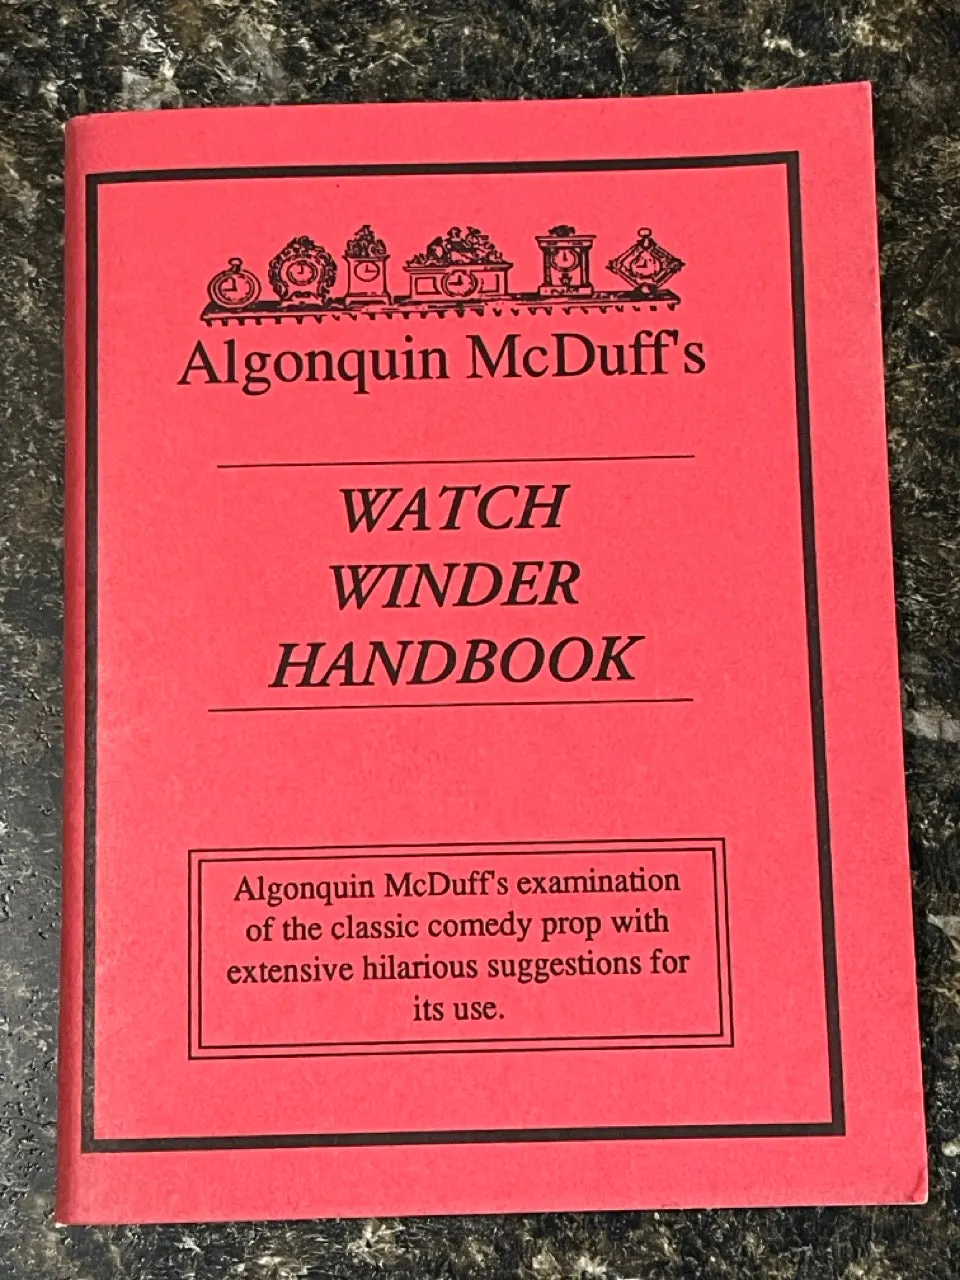 Algonquin McDuff's
WATCH
WINDER
HANDBOOK
Algonquin McDuff's examination
of the classic comedy prop with
extensive hilarious suggestions for
its use.